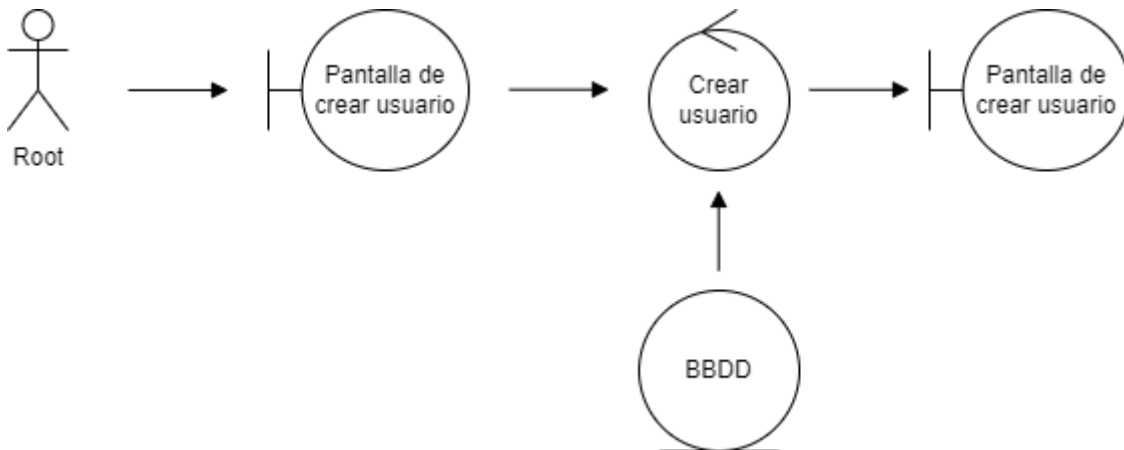 Root
Pantalla de
crear usuario
Crear
usuario
Pantalla de
crear usuario
BBDD